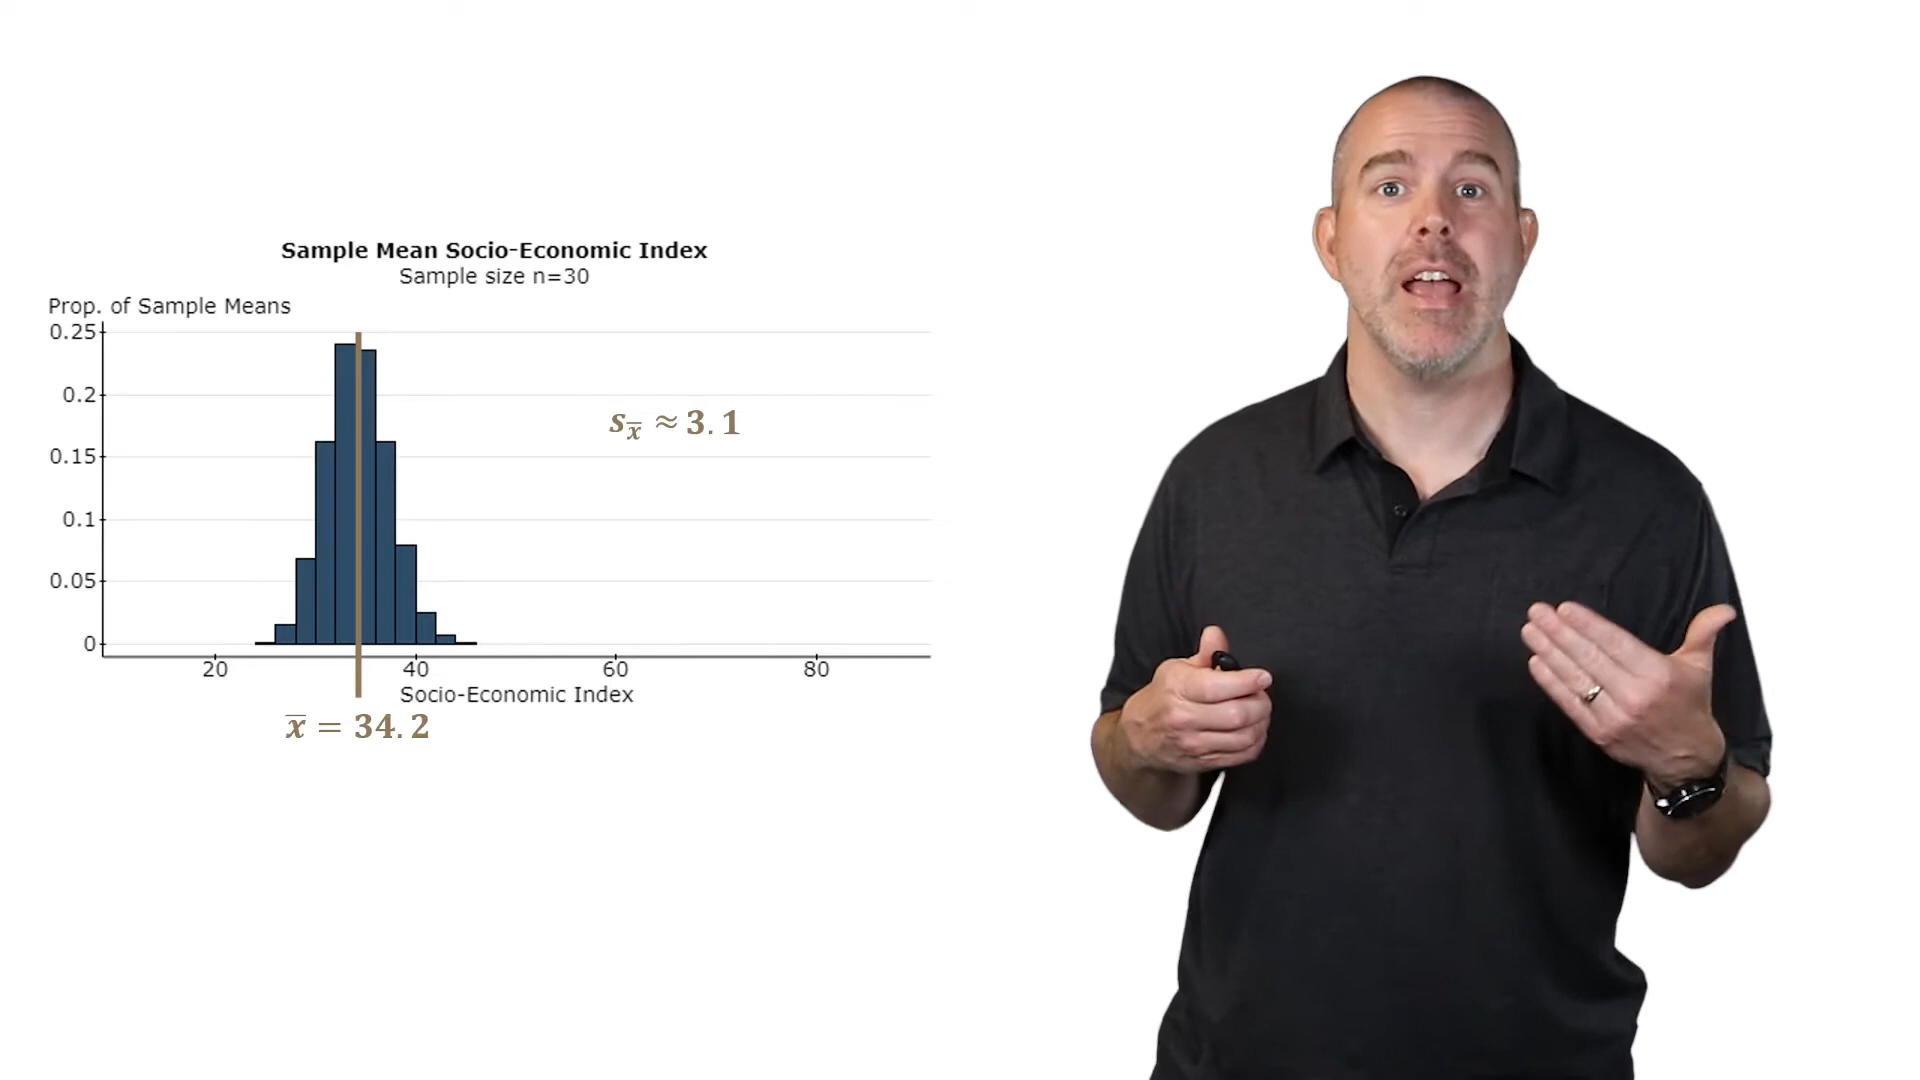 Sample Mean Socio-Economic Index
Sample size n=30
Prop. of Sample Means
0.25
0.2
s_x̅ ≈ 3.1
0.15
0.1
0.05
0
20 40 60 80
Socio-Economic Index
x̅ = 34.2